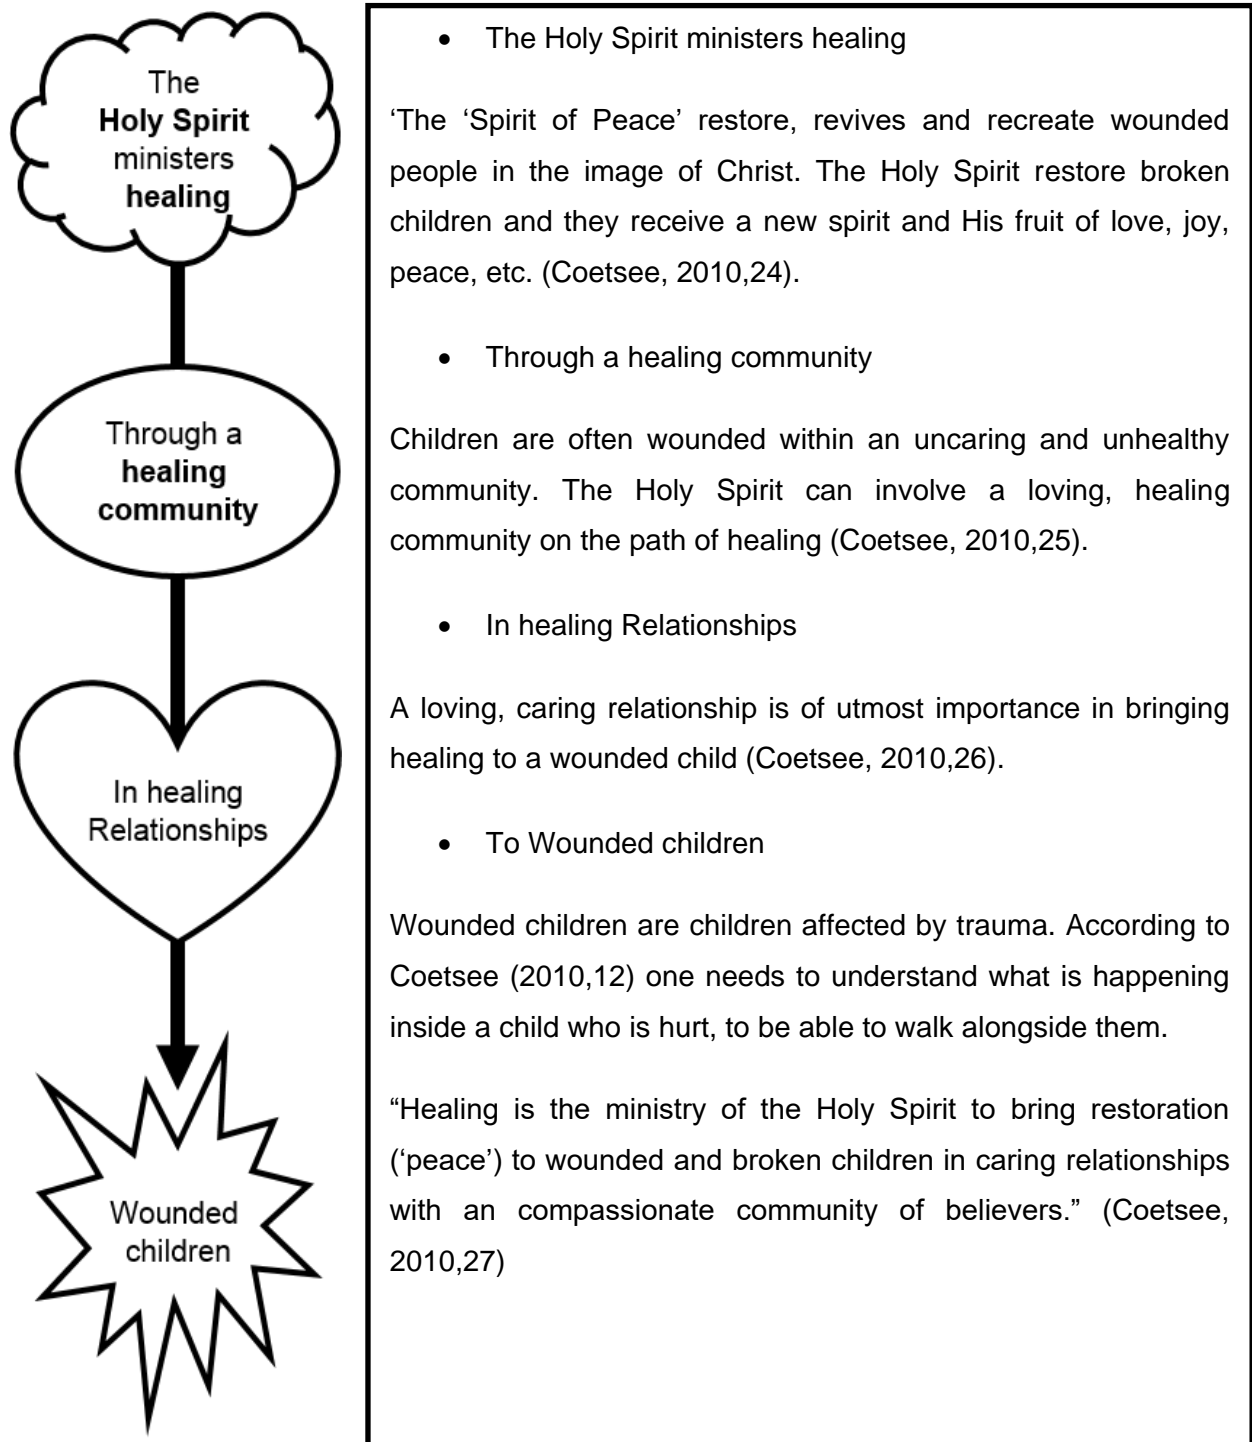 The
Holy Spirit
ministers
healing
Through a
healing
community
In healing
Relationships
Wounded
children
• The Holy Spirit ministers healing
‘The ‘Spirit of Peace’ restore, revives and recreate wounded
people in the image of Christ. The Holy Spirit restore broken
children and they receive a new spirit and His fruit of love, joy,
peace, etc. (Coetsee, 2010,24).
• Through a healing community
Children are often wounded within an uncaring and unhealthy
community. The Holy Spirit can involve a loving, healing
community on the path of healing (Coetsee, 2010,25).
• In healing Relationships
A loving, caring relationship is of utmost importance in bringing
healing to a wounded child (Coetsee, 2010,26).
• To Wounded children
Wounded children are children affected by trauma. According to
Coetsee (2010,12) one needs to understand what is happening
inside a child who is hurt, to be able to walk alongside them.
“Healing is the ministry of the Holy Spirit to bring restoration
(‘peace’) to wounded and broken children in caring relationships
with an compassionate community of believers.” (Coetsee,
2010,27)